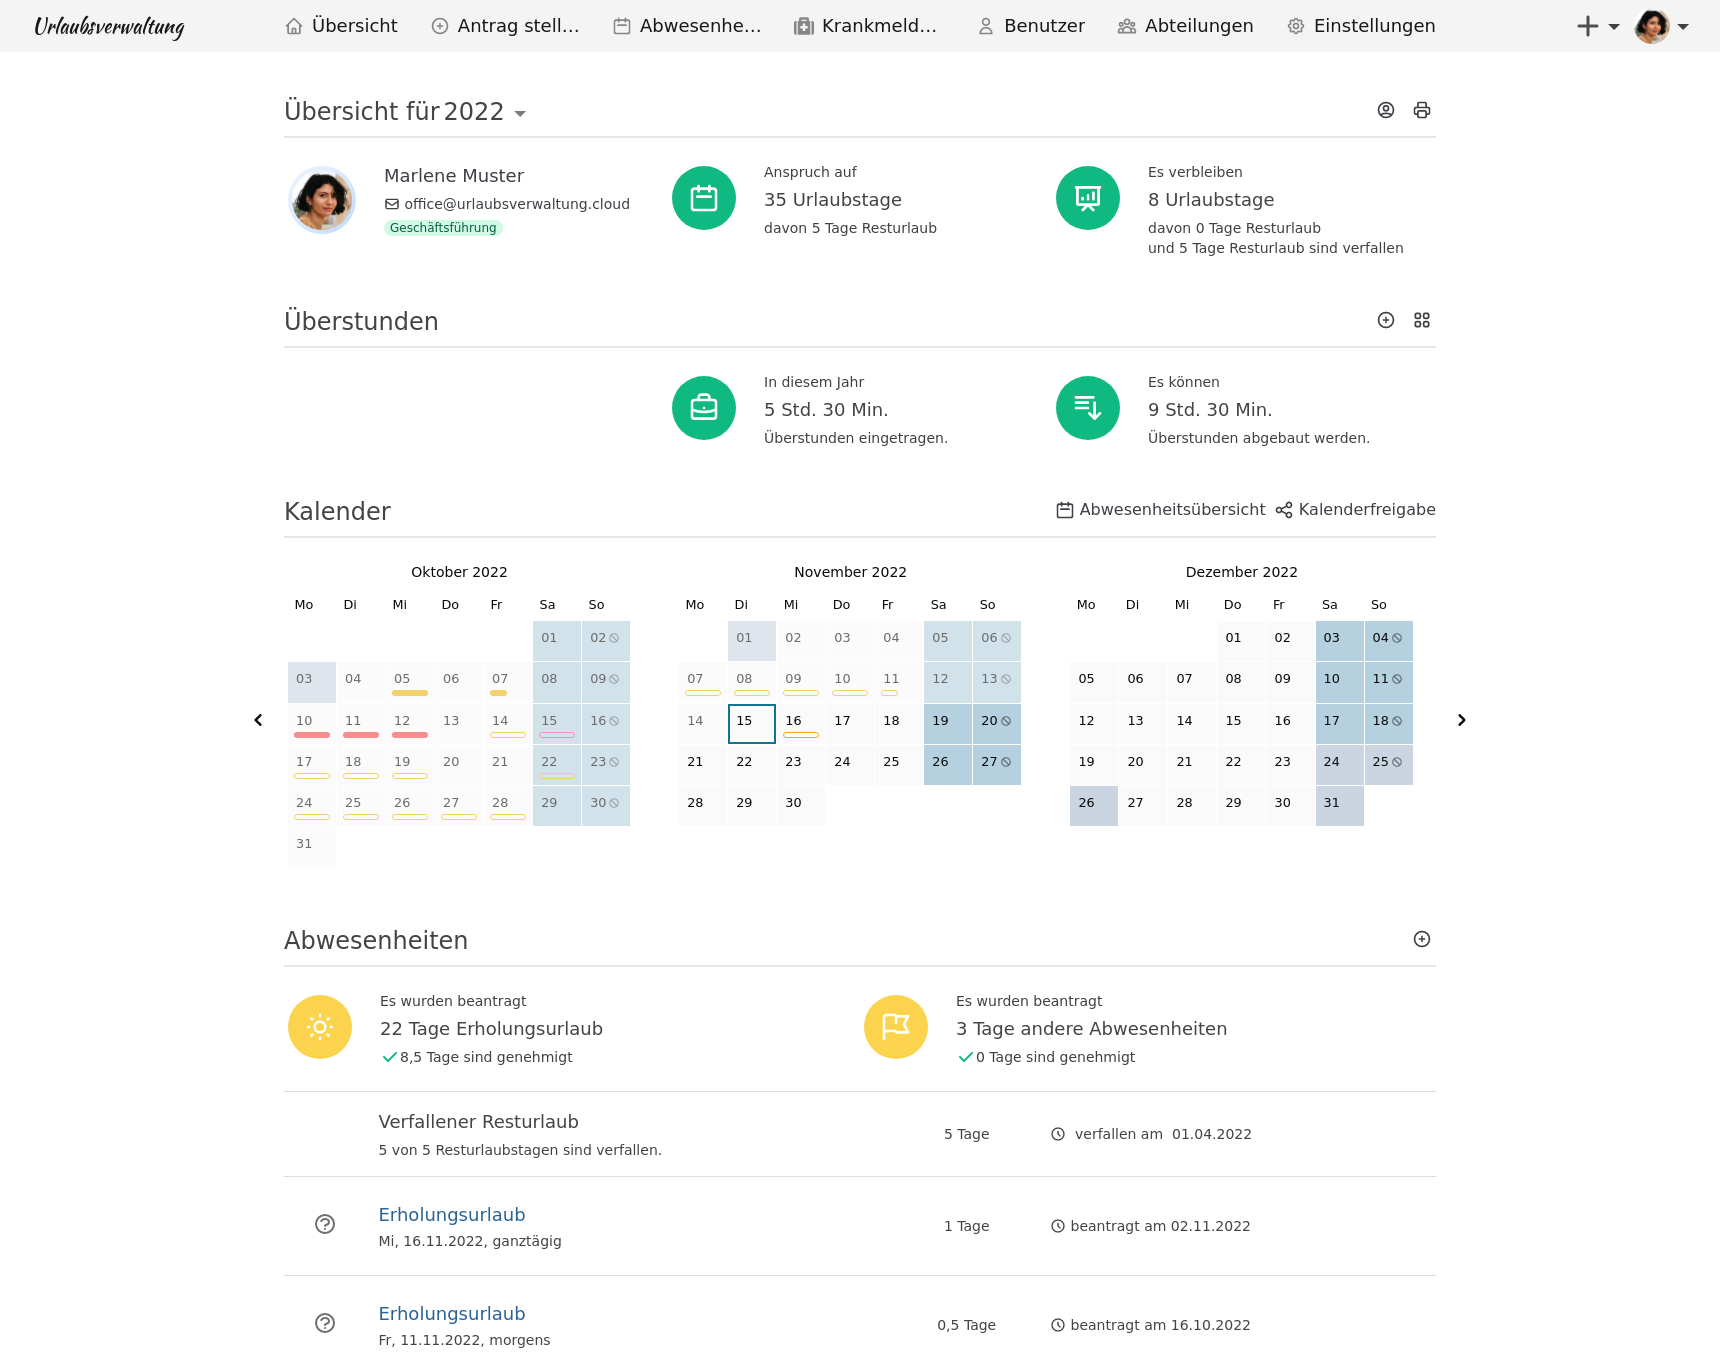 Urlaubsverwaltung
Übersicht
Antrag stell...
Abwesenhe...
Krankmeld...
Benutzer
Abteilungen
Einstellungen
Übersicht für 2022
Marlene Muster
office@urlaubsverwaltung.cloud
Geschäftsführung
Anspruch auf
35 Urlaubstage
davon 5 Tage Resturlaub
Es verbleiben
8 Urlaubstage
davon 0 Tage Resturlaub
und 5 Tage Resturlaub sind verfallen
Überstunden
In diesem Jahr
5 Std. 30 Min.
Überstunden eingetragen.
Es können
9 Std. 30 Min.
Überstunden abgebaut werden.
Kalender
Abwesenheitsübersicht
Kalenderfreigabe
Oktober 2022
Mo Di Mi Do Fr Sa So
01 02
03 04 05 06 07 08 09
10 11 12 13 14 15 16
17 18 19 20 21 22 23
24 25 26 27 28 29 30
31
November 2022
Mo Di Mi Do Fr Sa So
01 02 03 04 05 06
07 08 09 10 11 12 13
14 15 16 17 18 19 20
21 22 23 24 25 26 27
28 29 30
Dezember 2022
Mo Di Mi Do Fr Sa So
01 02 03 04
05 06 07 08 09 10 11
12 13 14 15 16 17 18
19 20 21 22 23 24 25
26 27 28 29 30 31
Abwesenheiten
Es wurden beantragt
22 Tage Erholungsurlaub
8,5 Tage sind genehmigt
Es wurden beantragt
3 Tage andere Abwesenheiten
0 Tage sind genehmigt
Verfallener Resturlaub
5 von 5 Resturlaubstagen sind verfallen.
5 Tage
verfallen am 01.04.2022
Erholungsurlaub
Mi, 16.11.2022, ganztägig
1 Tage
beantragt am 02.11.2022
Erholungsurlaub
Fr, 11.11.2022, morgens
0,5 Tage
beantragt am 16.10.2022